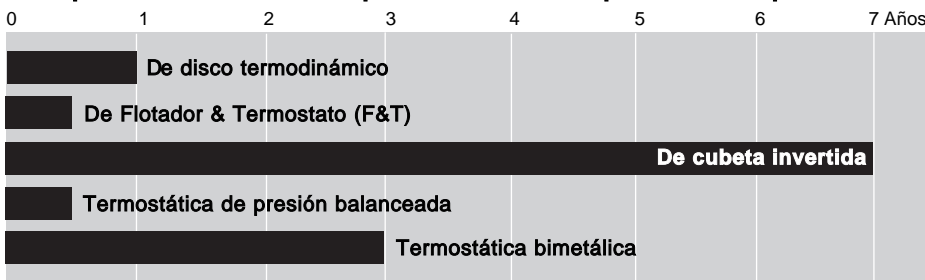 0 1 2 3 4 5 6 7 Años
De disco termodinámico
De Flotador & Termostato (F&T)
De cubeta invertida
Termostática de presión balanceada
Termostática bimetálica